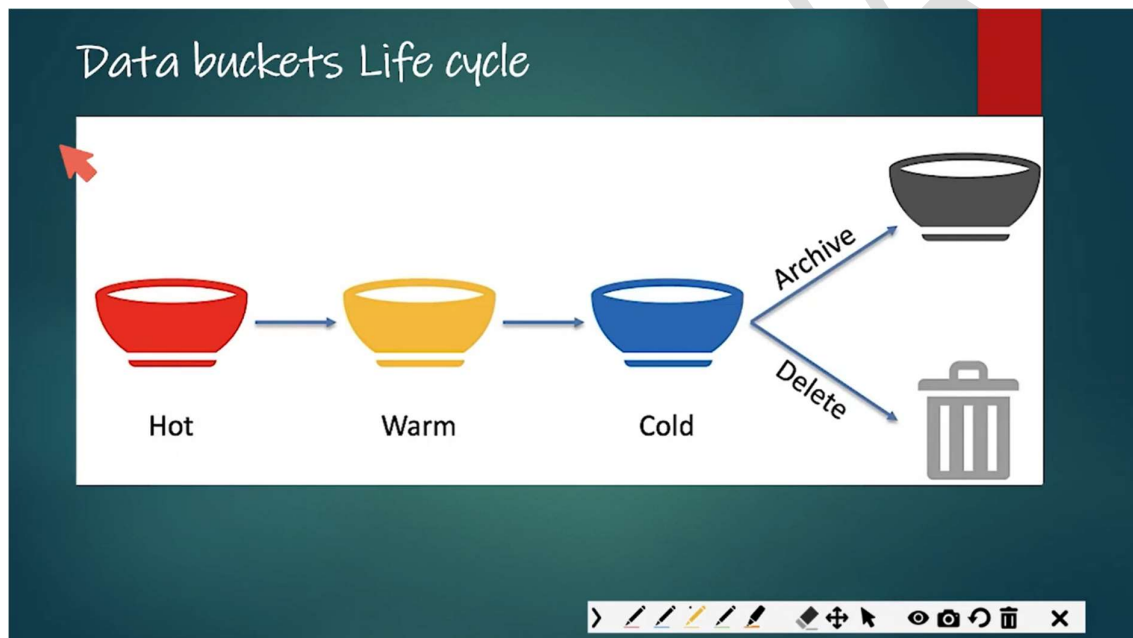 Data buckets Life cycle
Archive
Delete
Hot
Warm
Cold